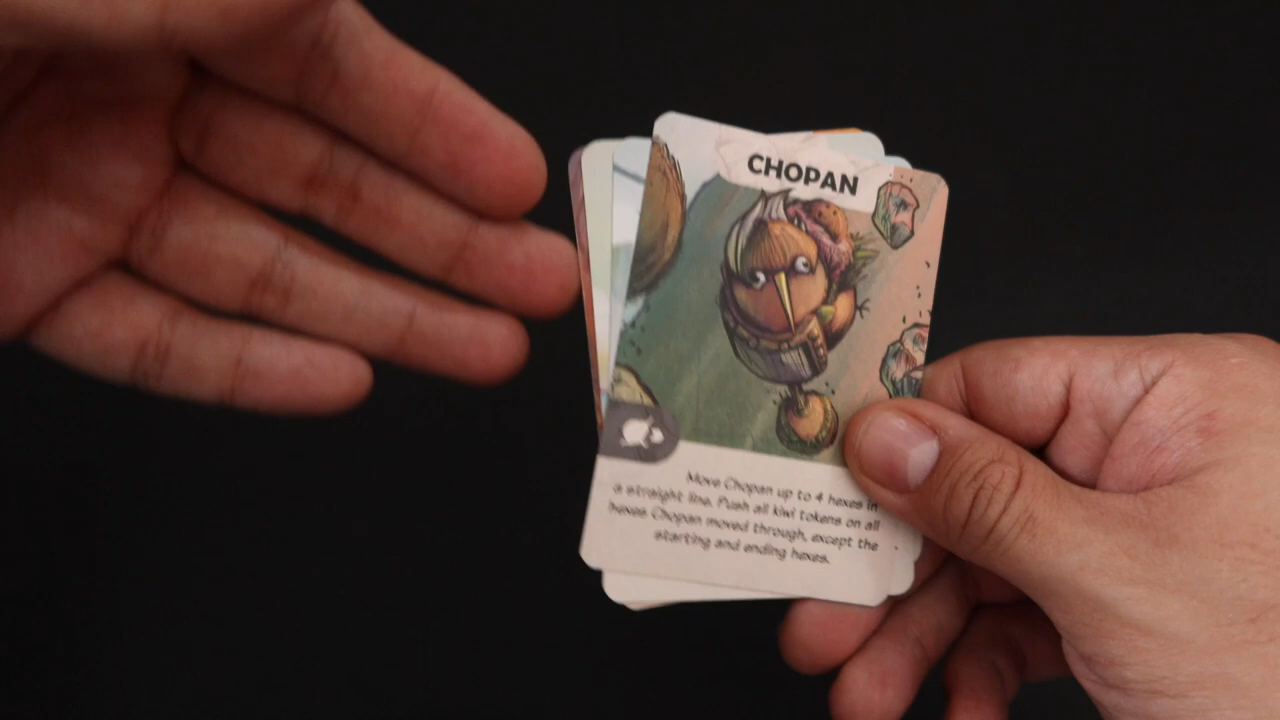 CHOPAN
Move Chopan up to 4 hexes in
a straight line. Push all kiwi tokens on all
hexes Chopan moved through, except the
starting and ending hexes.